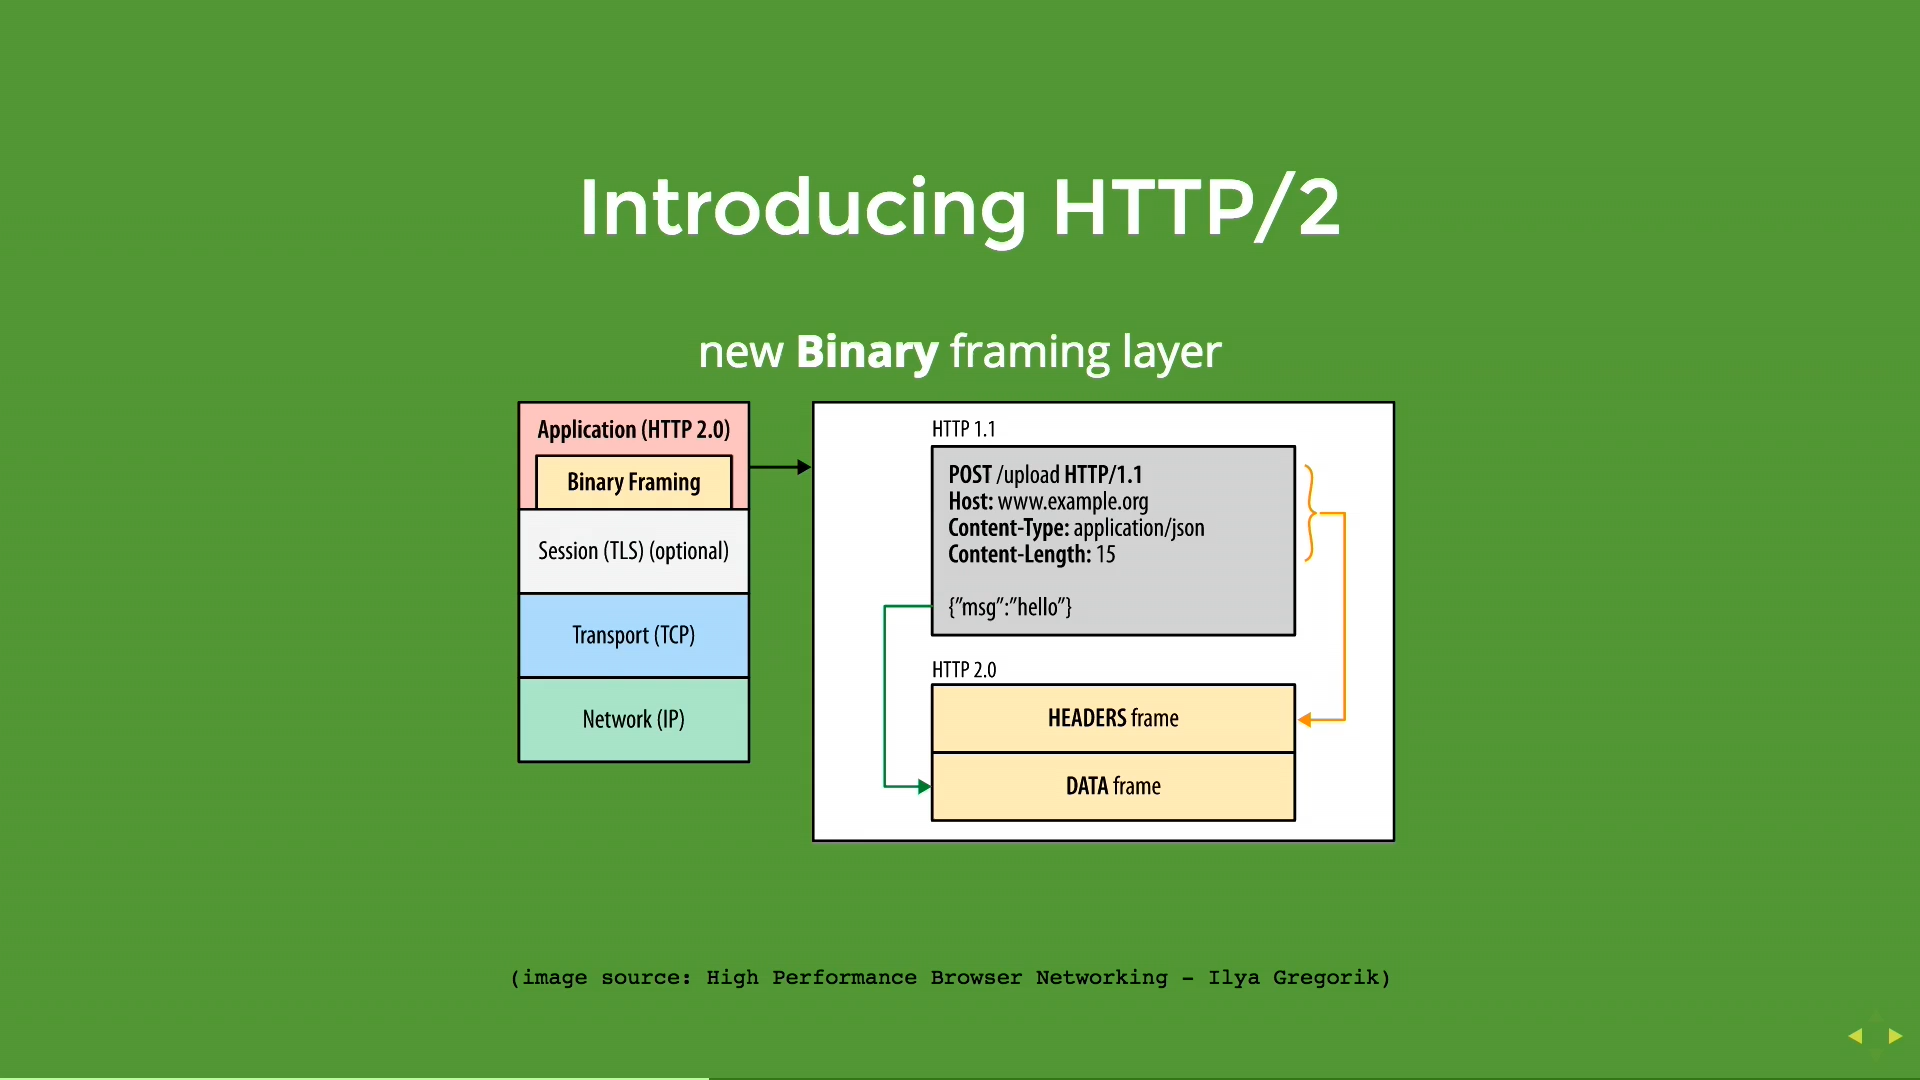 Introducing HTTP/2
new Binary framing layer
Application (HTTP 2.0)
Binary Framing
Session (TLS) (optional)
Transport (TCP)
Network (IP)
HTTP 1.1
POST /upload HTTP/1.1
Host: www.example.org
Content-Type: application/json
Content-Length: 15
{”msg”:”hello”}
HTTP 2.0
HEADERS frame
DATA frame
(image source: High Performance Browser Networking - Ilya Gregorik)